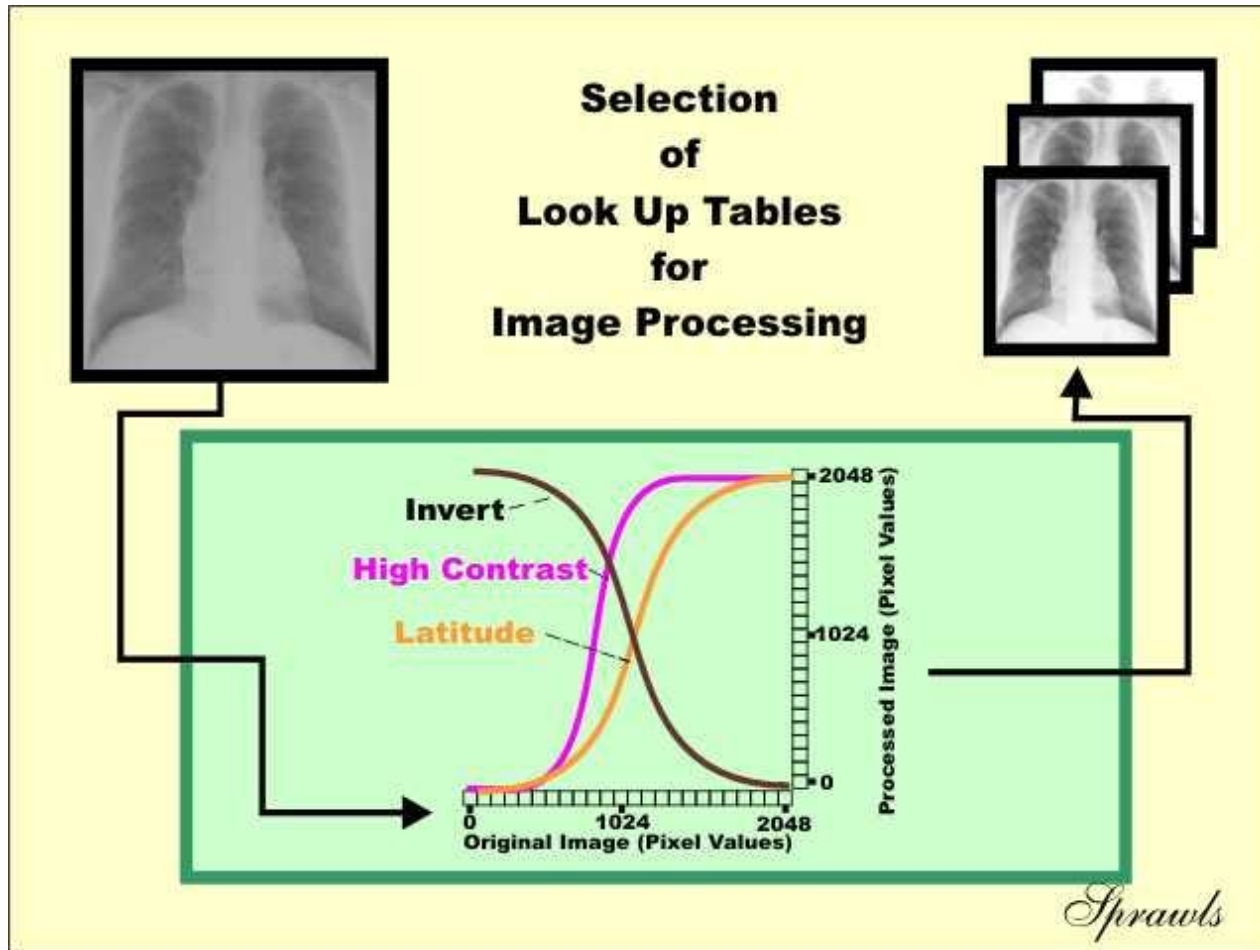 Selection
of
Look Up Tables
for
Image Processing
Invert
High Contrast
Latitude
2048
1024
0
Processed Image (Pixel Values)
0
1024
2048
Original Image (Pixel Values)
Sprawls